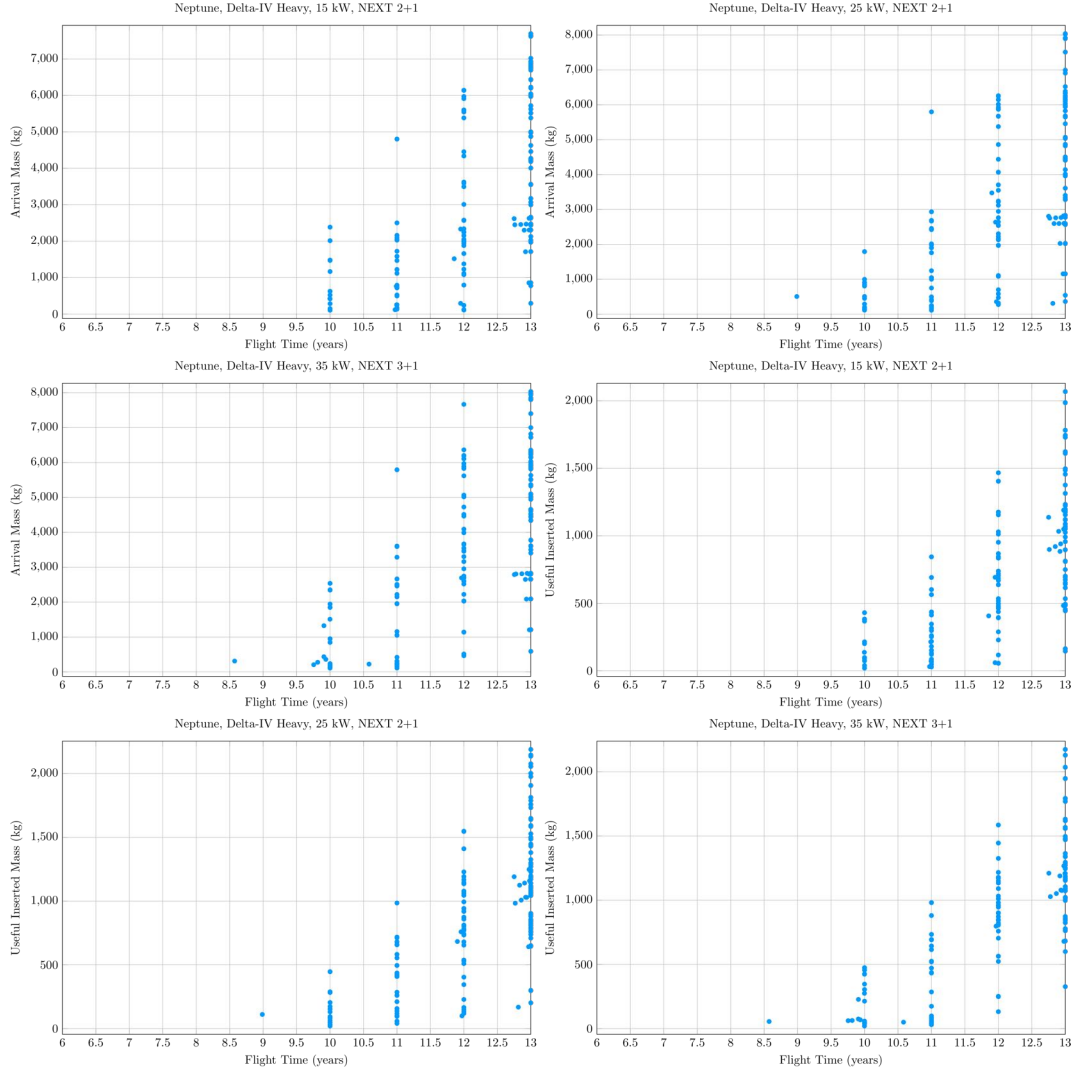 Neptune, Delta-IV Heavy, 15 kW, NEXT 2+1
Arrival Mass (kg)
7,000
6,000
5,000
4,000
3,000
2,000
1,000
0
6 6.5 7 7.5 8 8.5 9 9.5 10 10.5 11 11.5 12 12.5 13
Flight Time (years)
Neptune, Delta-IV Heavy, 25 kW, NEXT 2+1
Arrival Mass (kg)
8,000
7,000
6,000
5,000
4,000
3,000
2,000
1,000
0
6 6.5 7 7.5 8 8.5 9 9.5 10 10.5 11 11.5 12 12.5 13
Flight Time (years)
Neptune, Delta-IV Heavy, 35 kW, NEXT 3+1
Arrival Mass (kg)
8,000
7,000
6,000
5,000
4,000
3,000
2,000
1,000
0
6 6.5 7 7.5 8 8.5 9 9.5 10 10.5 11 11.5 12 12.5 13
Flight Time (years)
Neptune, Delta-IV Heavy, 15 kW, NEXT 2+1
Useful Inserted Mass (kg)
2,000
1,500
1,000
500
0
6 6.5 7 7.5 8 8.5 9 9.5 10 10.5 11 11.5 12 12.5 13
Flight Time (years)
Neptune, Delta-IV Heavy, 25 kW, NEXT 2+1
Useful Inserted Mass (kg)
2,000
1,500
1,000
500
0
6 6.5 7 7.5 8 8.5 9 9.5 10 10.5 11 11.5 12 12.5 13
Flight Time (years)
Neptune, Delta-IV Heavy, 35 kW, NEXT 3+1
Useful Inserted Mass (kg)
2,000
1,500
1,000
500
0
6 6.5 7 7.5 8 8.5 9 9.5 10 10.5 11 11.5 12 12.5 13
Flight Time (years)